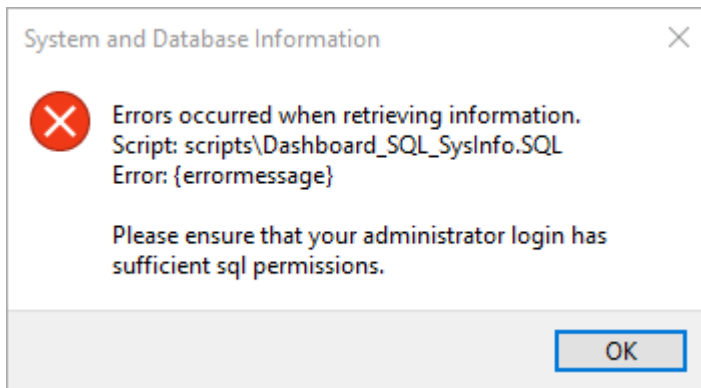 System and Database Information
Errors occurred when retrieving information.
Script: scripts\Dashboard_SQL_SysInfo.SQL
Error: {errormessage}
Please ensure that your administrator login has
sufficient sql permissions.
OK